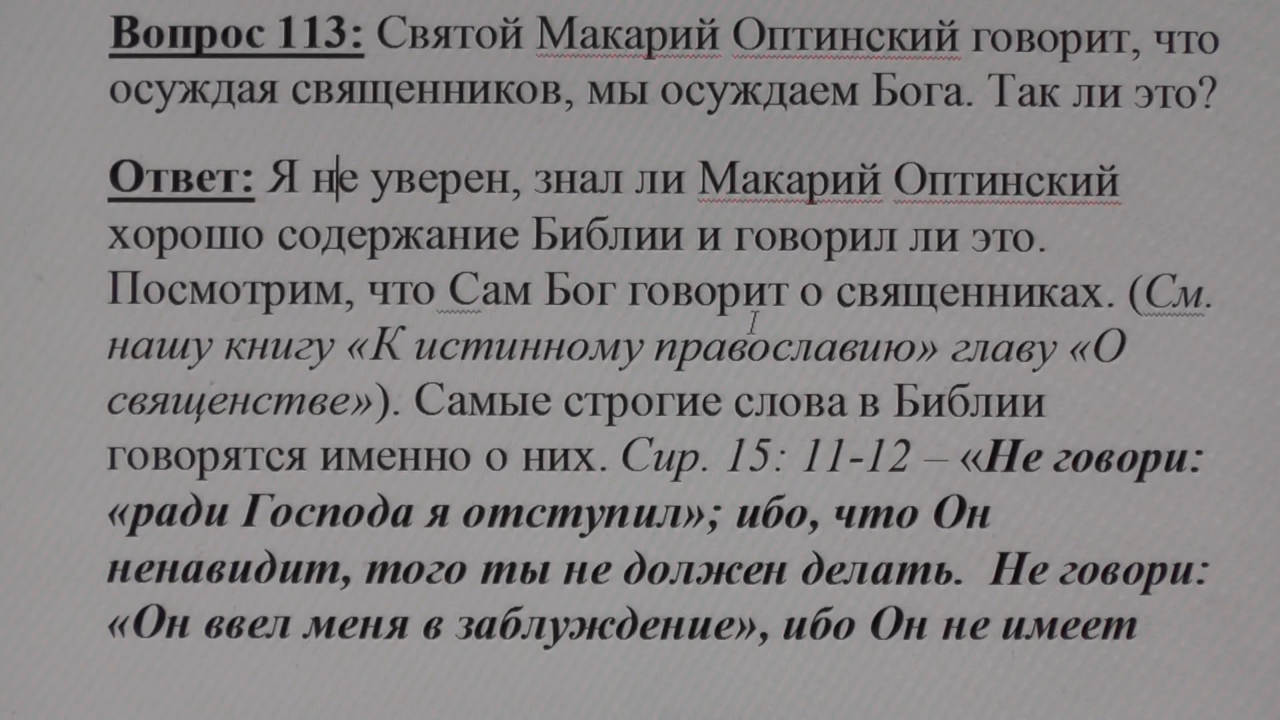 Вопрос 113: Святой Макарий Оптинский говорит, что
осуждая священников, мы осуждаем Бога. Так ли это?
Ответ: Я не уверен, знал ли Макарий Оптинский
хорошо содержание Библии и говорил ли это.
Посмотрим, что Сам Бог говорит о священниках. (См.
нашу книгу «К истинному православию» главу «О
священстве»). Самые строгие слова в Библии
говорятся именно о них. Сир. 15: 11-12 – «Не говори:
«ради Господа я отступил»; ибо, что Он
ненавидит, того ты не должен делать.  Не говори:
«Он ввел меня в заблуждение», ибо Он не имеет